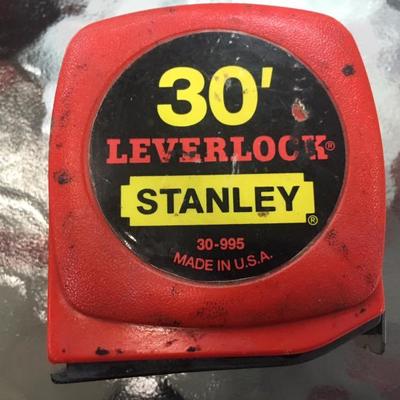 30'
LEVERLOCK®
STANLEY®
30-995
MADE IN U.S.A.